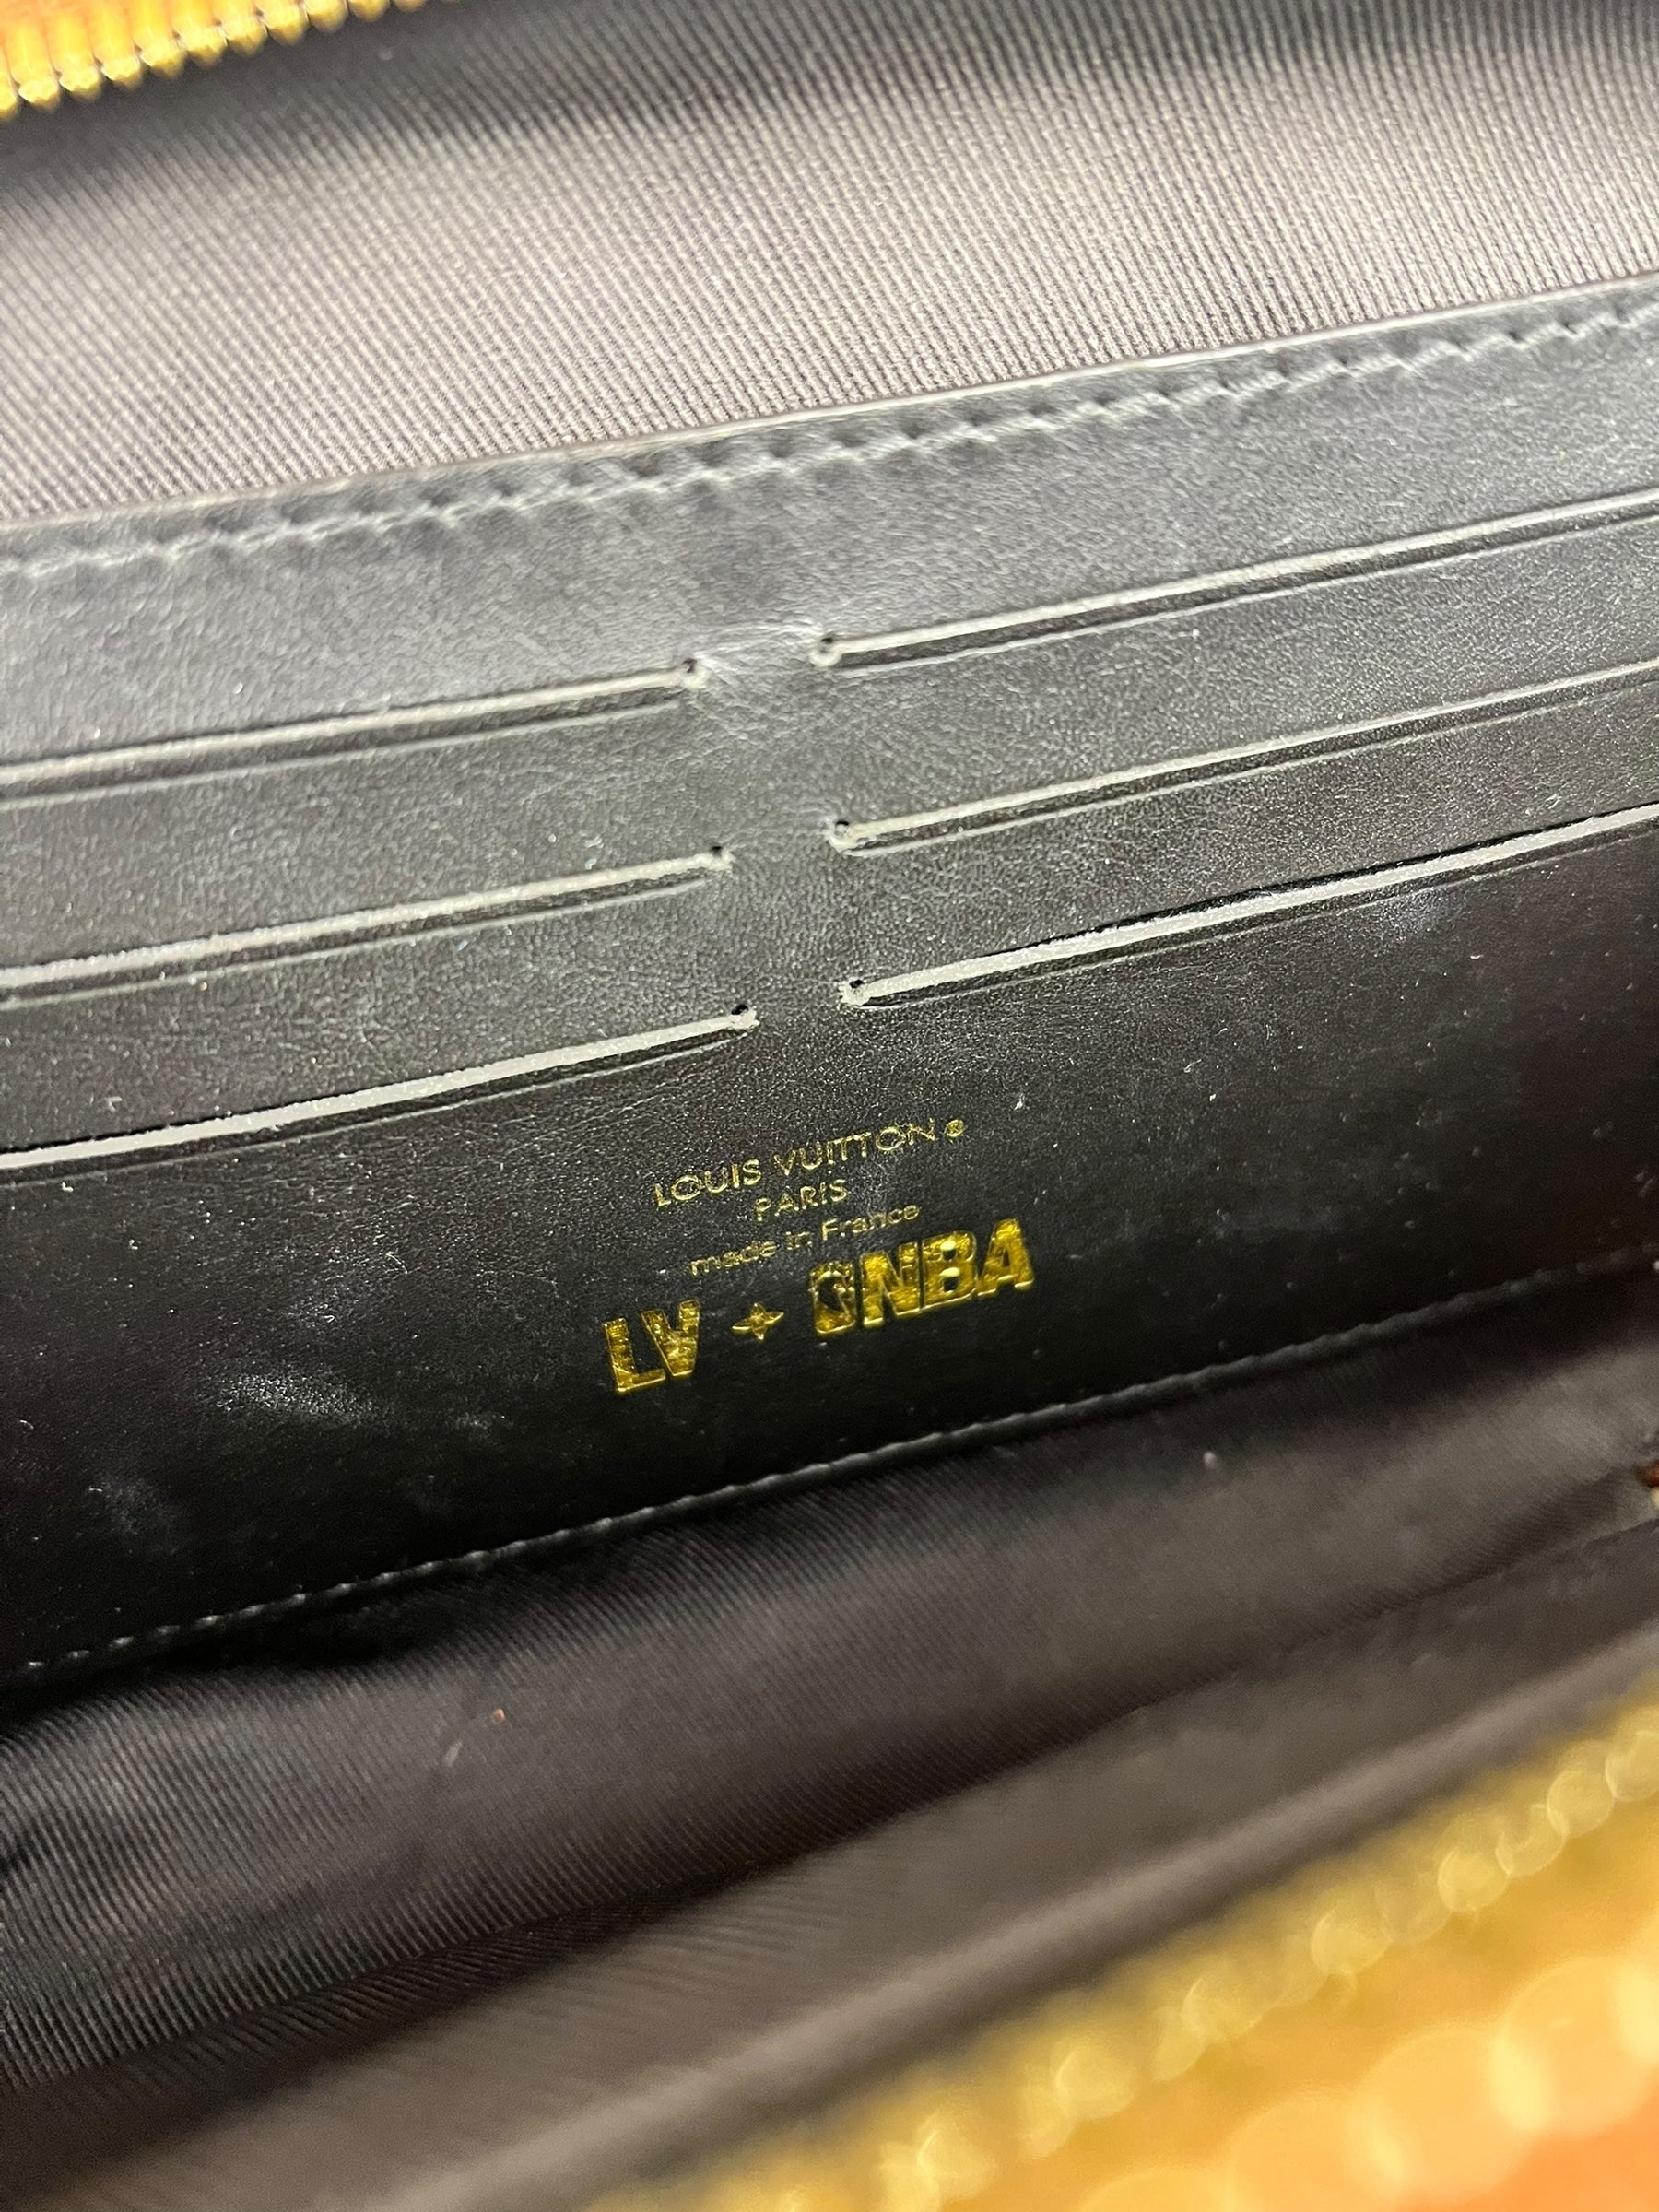 LOUIS VUITTON®
PARIS
made in France
LV + NBA